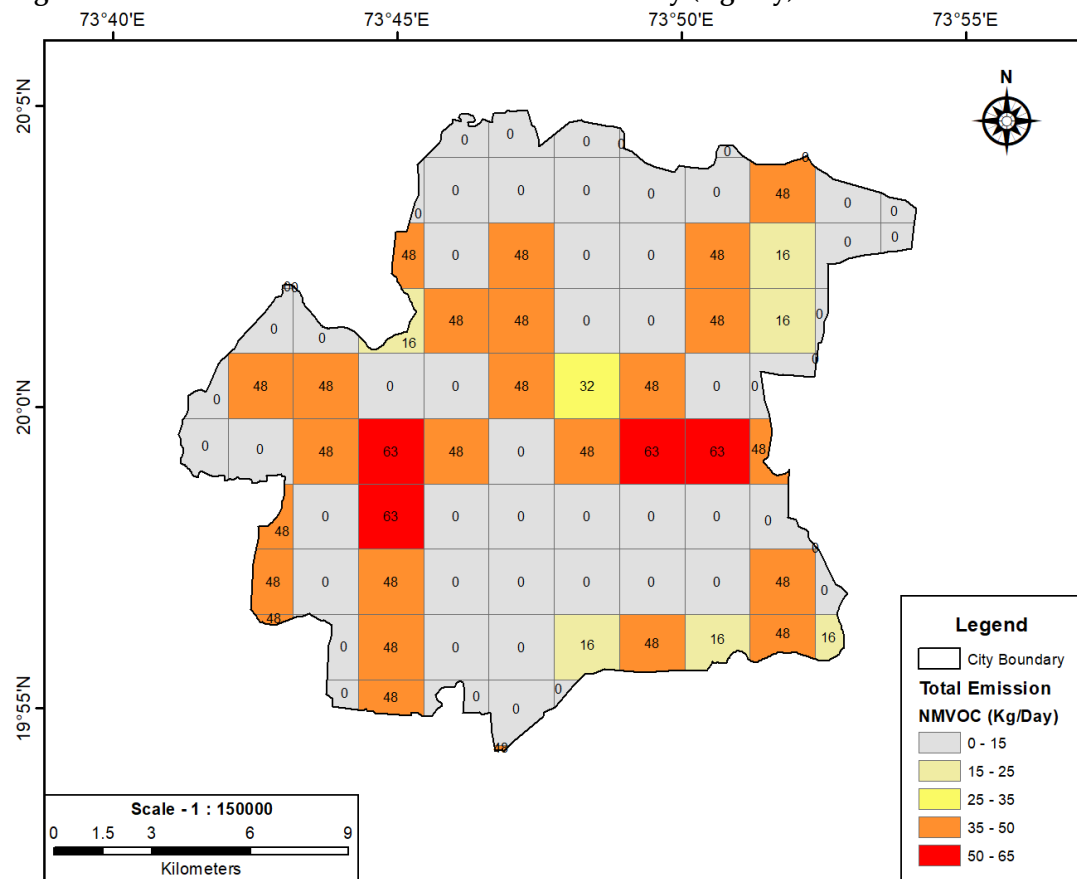 73°40'E 73°45'E 73°50'E 73°55'E
N
20°5'N
0 0 0 0 0 0
0 0 0 0 0 0 48 0 0
48 0 48 0 0 48 16 0 0
0 0 0 16 48 48 0 0 48 16 0
0 48 48 0 0 48 32 48 0 0 0
20°0'N
0 0 48 63 48 0 48 63 63 48
48 0 63 0 0 0 0 0 0
48 0 48 0 0 0 0 0 48 0 0
48 0 48 0 0 16 48 16 48 16
0 48 0 0 0
19°55'N
48
Legend
City Boundary
Total Emission
NMVOC (Kg/Day)
0 - 15
15 - 25
25 - 35
35 - 50
50 - 65
Scale - 1 : 150000
0 1.5 3 6 9
Kilometers